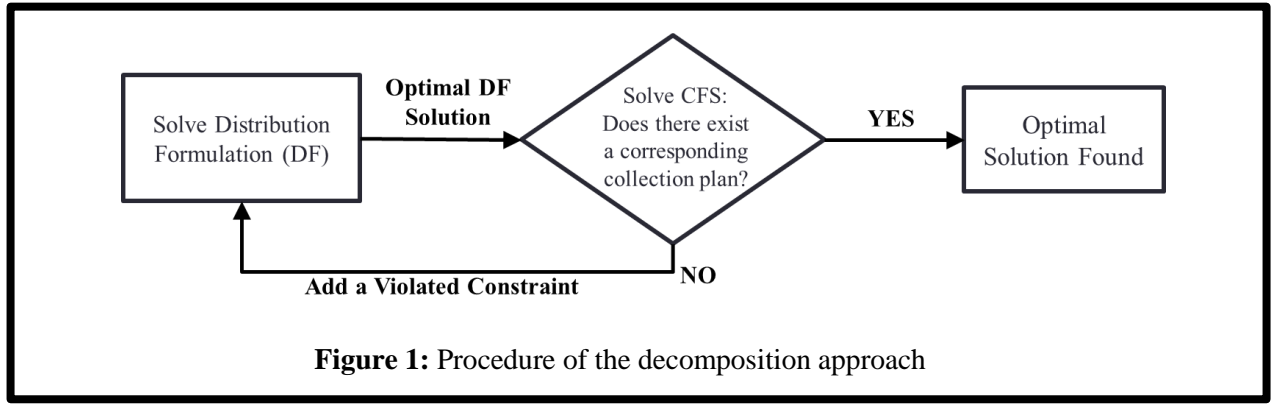 Solve Distribution
Formulation (DF)
Optimal DF
Solution
Solve CFS:
Does there exist
a corresponding
collection plan?
YES
Optimal
Solution Found
NO
Add a Violated Constraint
Figure 1: Procedure of the decomposition approach